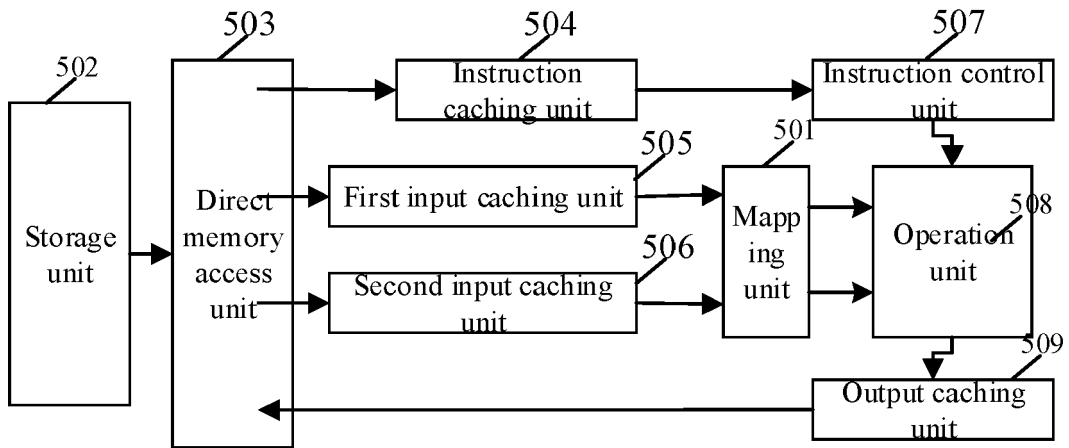 503
504
507
502
Instruction
caching unit
Instruction control
unit
505
501
First input caching unit
Direct
memory
access
unit
Storage
unit
Mapp
ing
unit
508
Operation
unit
506
Second input caching
unit
509
Output caching
unit